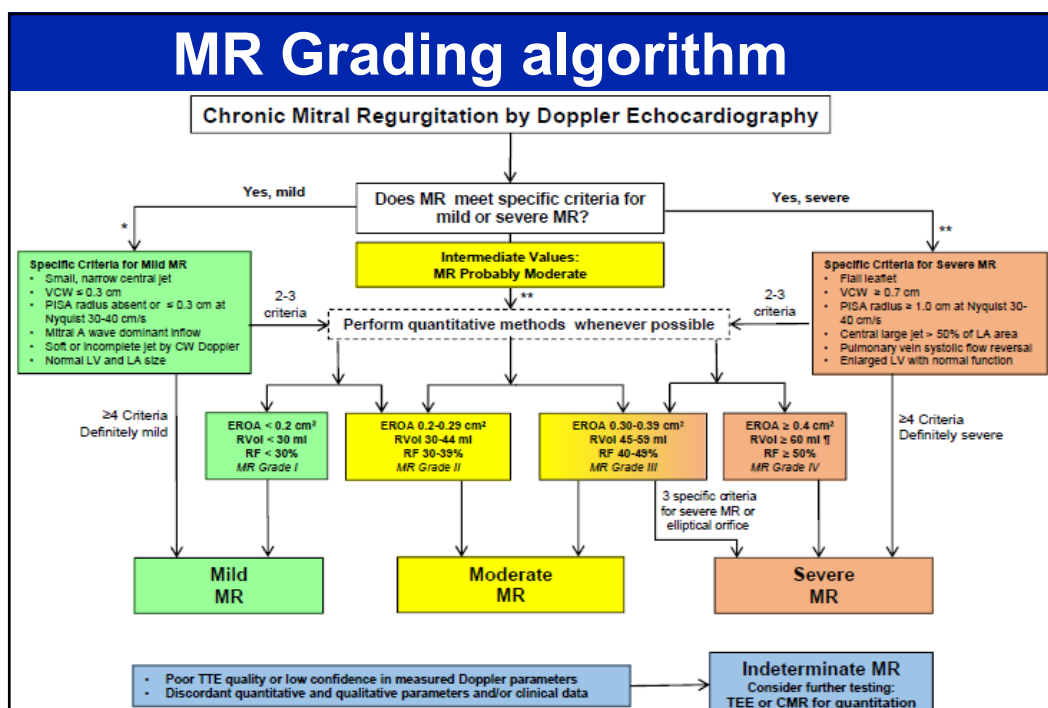 MR Grading algorithm
Chronic Mitral Regurgitation by Doppler Echocardiography
Yes, mild
Does MR meet specific criteria for
mild or severe MR?
Yes, severe
*
**
Specific Criteria for Mild MR
• Small, narrow central jet
• VCW ≤ 0.3 cm
• PISA radius absent or ≤ 0.3 cm at
Nyquist 30-40 cm/s
• Mitral A wave dominant inflow
• Soft or incomplete jet by CW Doppler
• Normal LV and LA size
Intermediate Values:
MR Probably Moderate
**
Specific Criteria for Severe MR
• Flail leaflet
• VCW ≥ 0.7 cm
• PISA radius ≥ 1.0 cm at Nyquist 30-
40 cm/s
• Central large jet > 50% of LA area
• Pulmonary vein systolic flow reversal
• Enlarged LV with normal function
2-3
criteria
Perform quantitative methods whenever possible
2-3
criteria
≥4 Criteria
Definitely mild
EROA < 0.2 cm²
RVol < 30 ml
RF < 30%
MR Grade I
EROA 0.2-0.29 cm²
RVol 30-44 ml
RF 30-39%
MR Grade II
EROA 0.30-0.39 cm²
RVol 45-59 ml
RF 40-49%
MR Grade III
EROA ≥ 0.4 cm²
RVol ≥ 60 ml ¶
RF ≥ 50%
MR Grade IV
≥4 Criteria
Definitely severe
3 specific criteria
for severe MR or
elliptical orifice
Mild
MR
Moderate
MR
Severe
MR
• Poor TTE quality or low confidence in measured Doppler parameters
• Discordant quantitative and qualitative parameters and/or clinical data
Indeterminate MR
Consider further testing:
TEE or CMR for quantitation